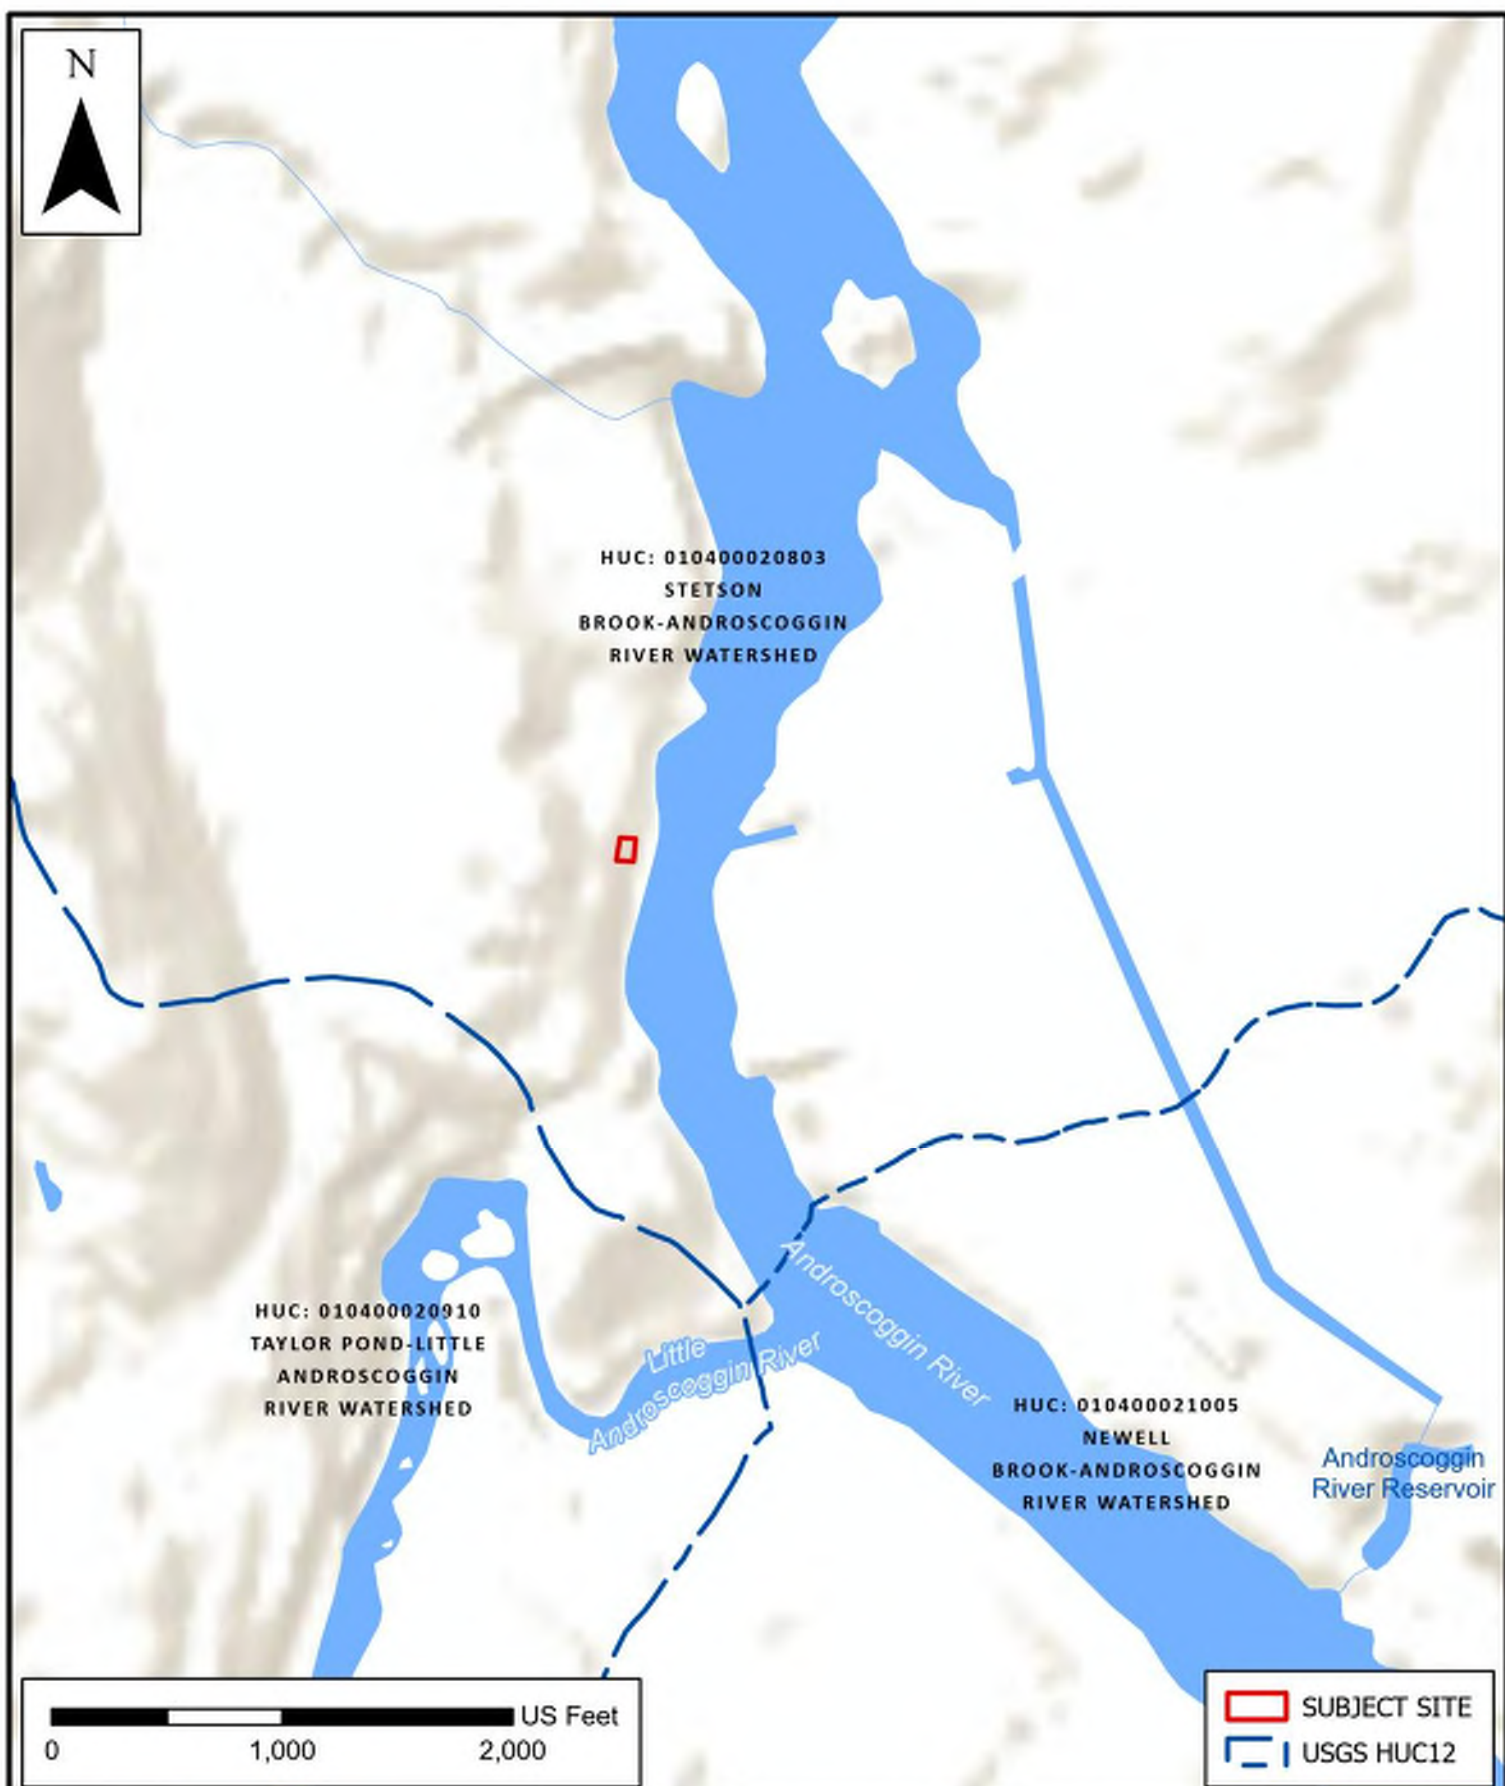 N
HUC: 010400020803
STETSON
BROOK-ANDROSCOGGIN
RIVER WATERSHED
Androscoggin River
Little
Androscoggin River
HUC: 010400020910
TAYLOR POND-LITTLE
ANDROSCOGGIN
RIVER WATERSHED
HUC: 010400021005
NEWELL
BROOK-ANDROSCOGGIN
RIVER WATERSHED
Androscoggin
River Reservoir
US Feet
0 1,000 2,000
SUBJECT SITE
USGS HUC12